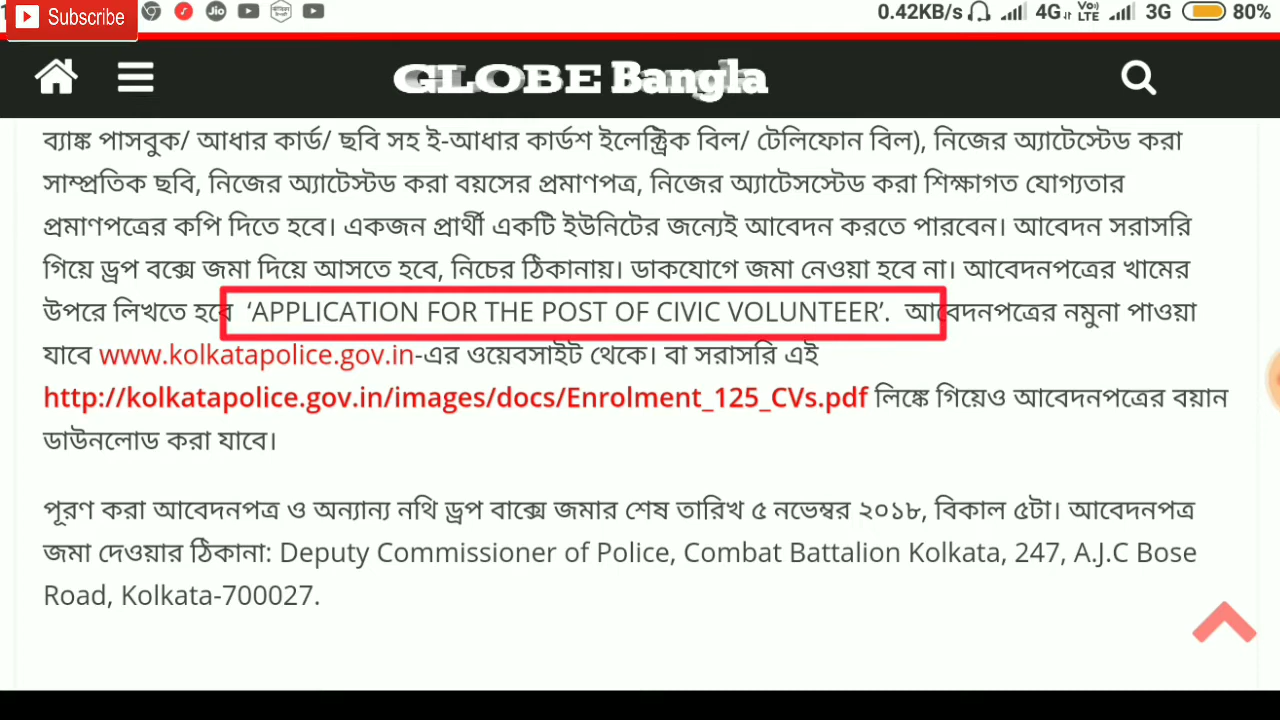 Subscribe
0.42KB/s 4G VoLTE 3G 80%
GLOBE Bangla
ব্যাঙ্ক পাসবুক/ আধার কার্ড/ ছবি সহ ই-আধার কার্ডশ ইলেক্ট্রিক বিল/ টেলিফোন বিল), নিজের অ্যাটেস্টেড করা
সাম্প্রতিক ছবি, নিজের অ্যাটেস্টড করা বয়সের প্রমাণপত্র, নিজের অ্যাটেসস্টেড করা শিক্ষাগত যোগ্যতার
প্রমাণপত্রের কপি দিতে হবে। একজন প্রার্থী একটি ইউনিটের জন্যেই আবেদন করতে পারবেন। আবেদন সরাসরি
গিয়ে ড্রপ বক্সে জমা দিয়ে আসতে হবে, নিচের ঠিকানায়। ডাকযোগে জমা নেওয়া হবে না। আবেদনপত্রের খামের
উপরে লিখতে হবে ‘APPLICATION FOR THE POST OF CIVIC VOLUNTEER’. আবেদনপত্রের নমুনা পাওয়া
যাবে www.kolkatapolice.gov.in-এর ওয়েবসাইট থেকে। বা সরাসরি এই
http://kolkatapolice.gov.in/images/docs/Enrolment_125_CVs.pdf লিঙ্কে গিয়েও আবেদনপত্রের বয়ান
ডাউনলোড করা যাবে।
পূরণ করা আবেদনপত্র ও অন্যান্য নথি ড্রপ বাক্সে জমার শেষ তারিখ ৫ নভেম্বর ২০১৮, বিকাল ৫টা। আবেদনপত্র
জমা দেওয়ার ঠিকানা: Deputy Commissioner of Police, Combat Battalion Kolkata, 247, A.J.C Bose
Road, Kolkata-700027.